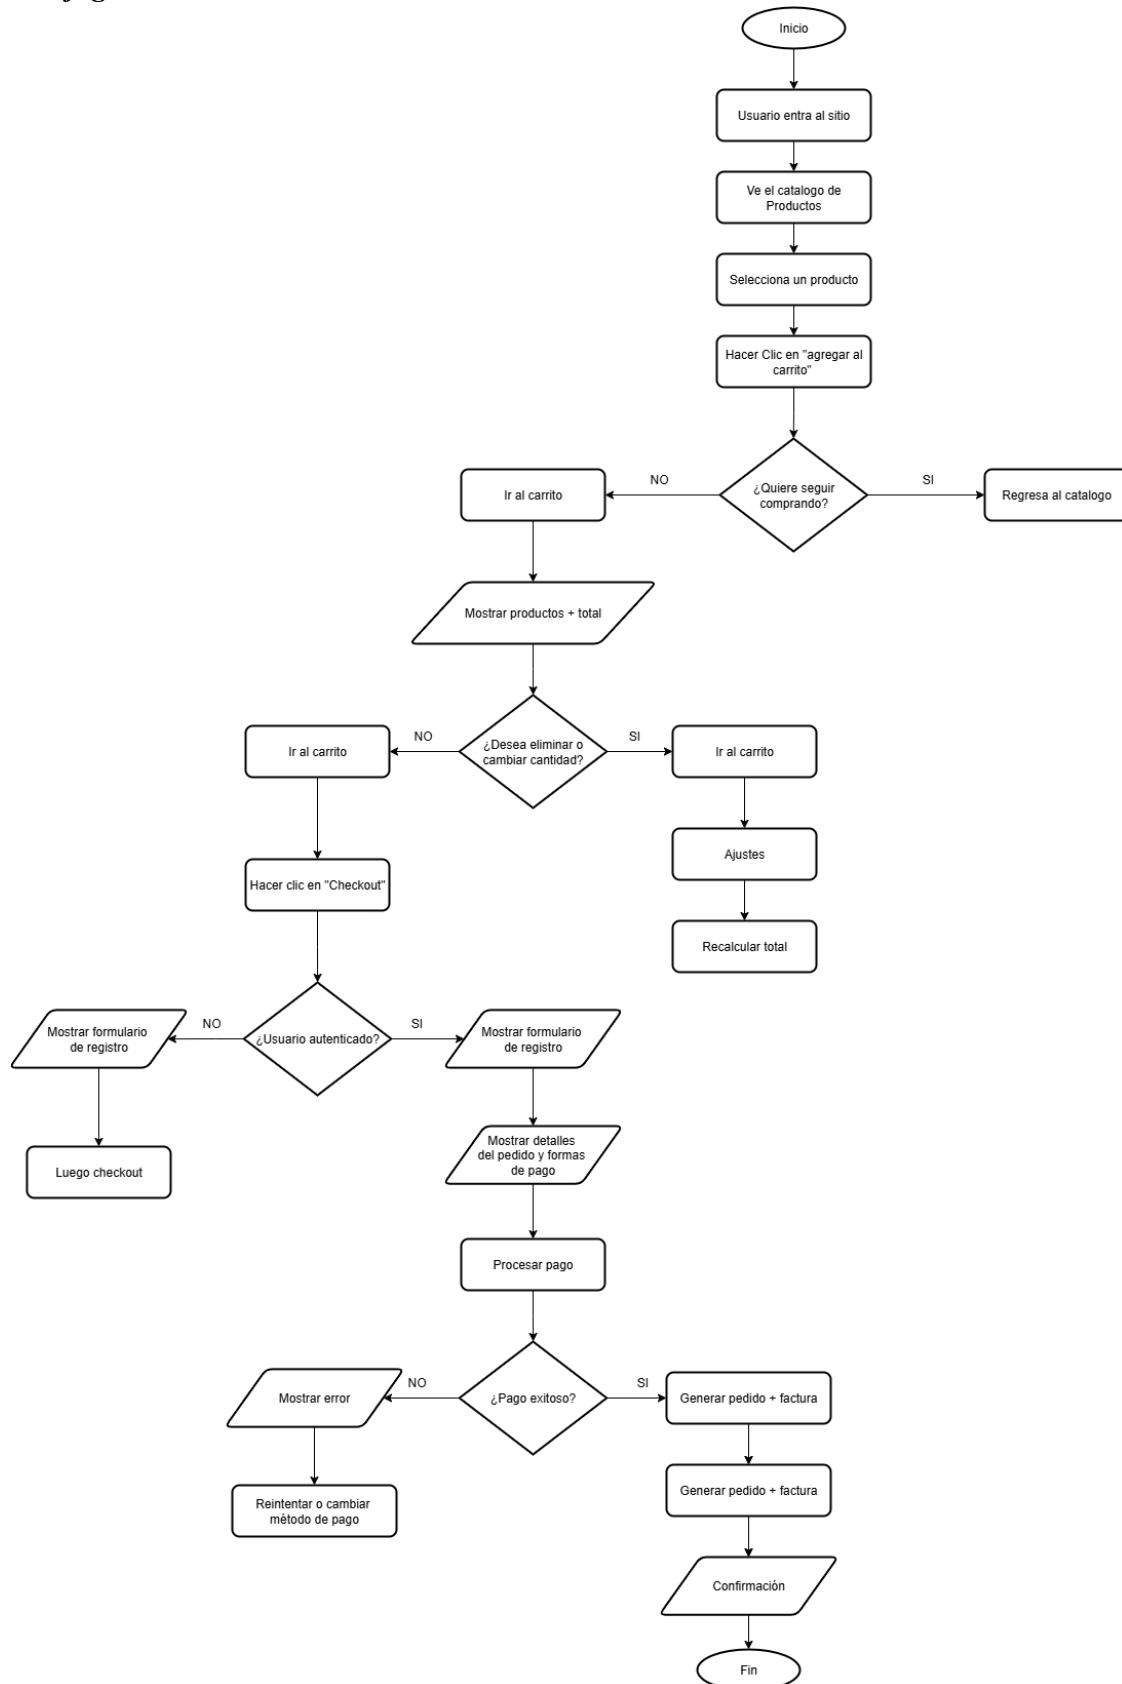 Inicio
Usuario entra al sitio
Ve el catalogo de
Productos
Selecciona un producto
Hacer Clic en "agregar al
carrito"
¿Quiere seguir
comprando?
NO
SI
Ir al carrito
Regresa al catalogo
Mostrar productos + total
¿Desea eliminar o
cambiar cantidad?
NO
SI
Ir al carrito
Ir al carrito
Ajustes
Hacer clic en "Checkout"
Recalcular total
¿Usuario autenticado?
NO
SI
Mostrar formulario
de registro
Mostrar formulario
de registro
Luego checkout
Mostrar detalles
del pedido y formas
de pago
Procesar pago
¿Pago exitoso?
NO
SI
Mostrar error
Generar pedido + factura
Reintentar o cambiar
método de pago
Generar pedido + factura
Confirmación
Fin